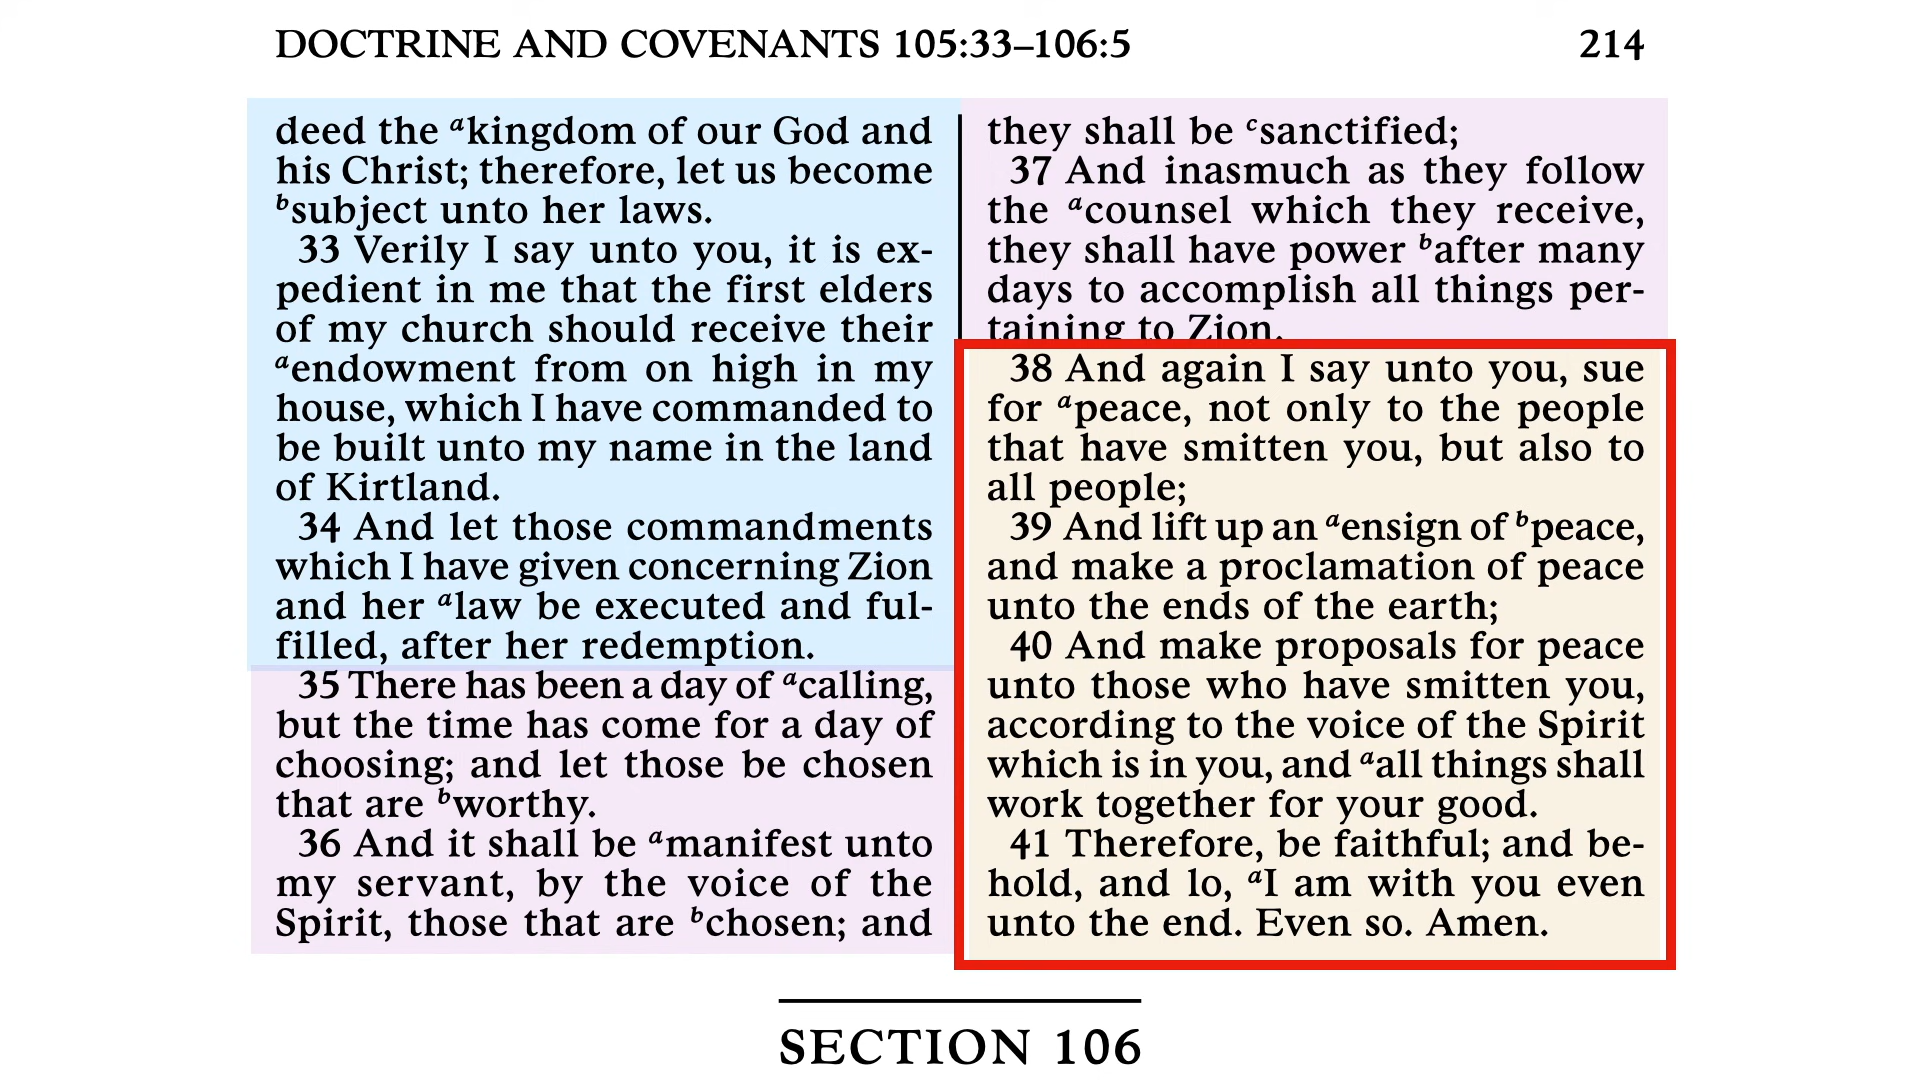 DOCTRINE AND COVENANTS 105:33–106:5 214
deed the ᵃkingdom of our God and
his Christ; therefore, let us become
ᵇsubject unto her laws.
33 Verily I say unto you, it is ex-
pedient in me that the first elders
of my church should receive their
ᵃendowment from on high in my
house, which I have commanded to
be built unto my name in the land
of Kirtland.
34 And let those commandments
which I have given concerning Zion
and her ᵃlaw be executed and ful-
filled, after her redemption.
35 There has been a day of ᵃcalling,
but the time has come for a day of
choosing; and let those be chosen
that are ᵇworthy.
36 And it shall be ᵃmanifest unto
my servant, by the voice of the
Spirit, those that are ᵇchosen; and
they shall be ᶜsanctified;
37 And inasmuch as they follow
the ᵃcounsel which they receive,
they shall have power ᵇafter many
days to accomplish all things per-
taining to Zion.
38 And again I say unto you, sue
for ᵃpeace, not only to the people
that have smitten you, but also to
all people;
39 And lift up an ᵃensign of ᵇpeace,
and make a proclamation of peace
unto the ends of the earth;
40 And make proposals for peace
unto those who have smitten you,
according to the voice of the Spirit
which is in you, and ᵃall things shall
work together for your good.
41 Therefore, be faithful; and be-
hold, and lo, ᵃI am with you even
unto the end. Even so. Amen.
SECTION 106